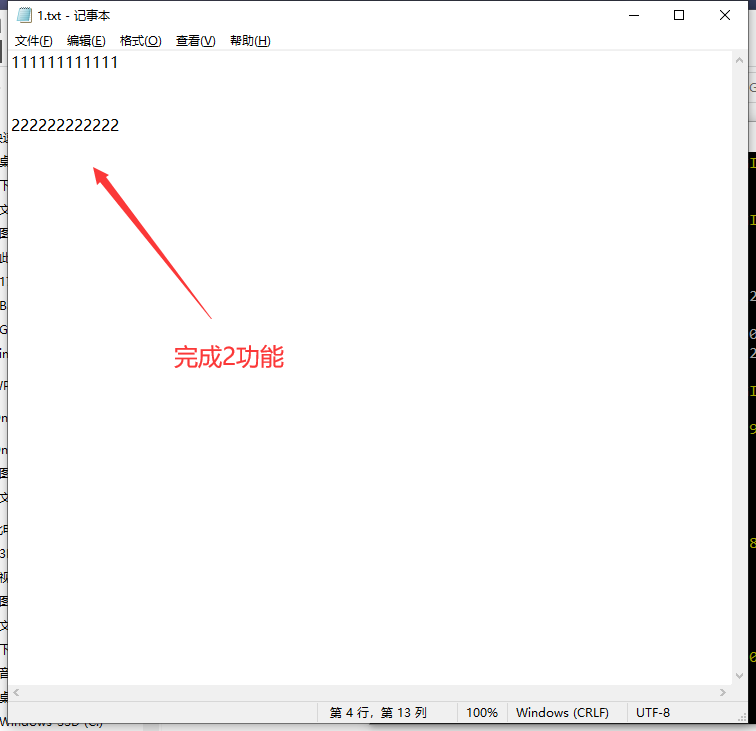 1.txt - 记事本
文件(F) 编辑(E) 格式(O) 查看(V) 帮助(H)
111111111111
222222222222
完成2功能
第 4 行，第 13 列 100% Windows (CRLF) UTF-8